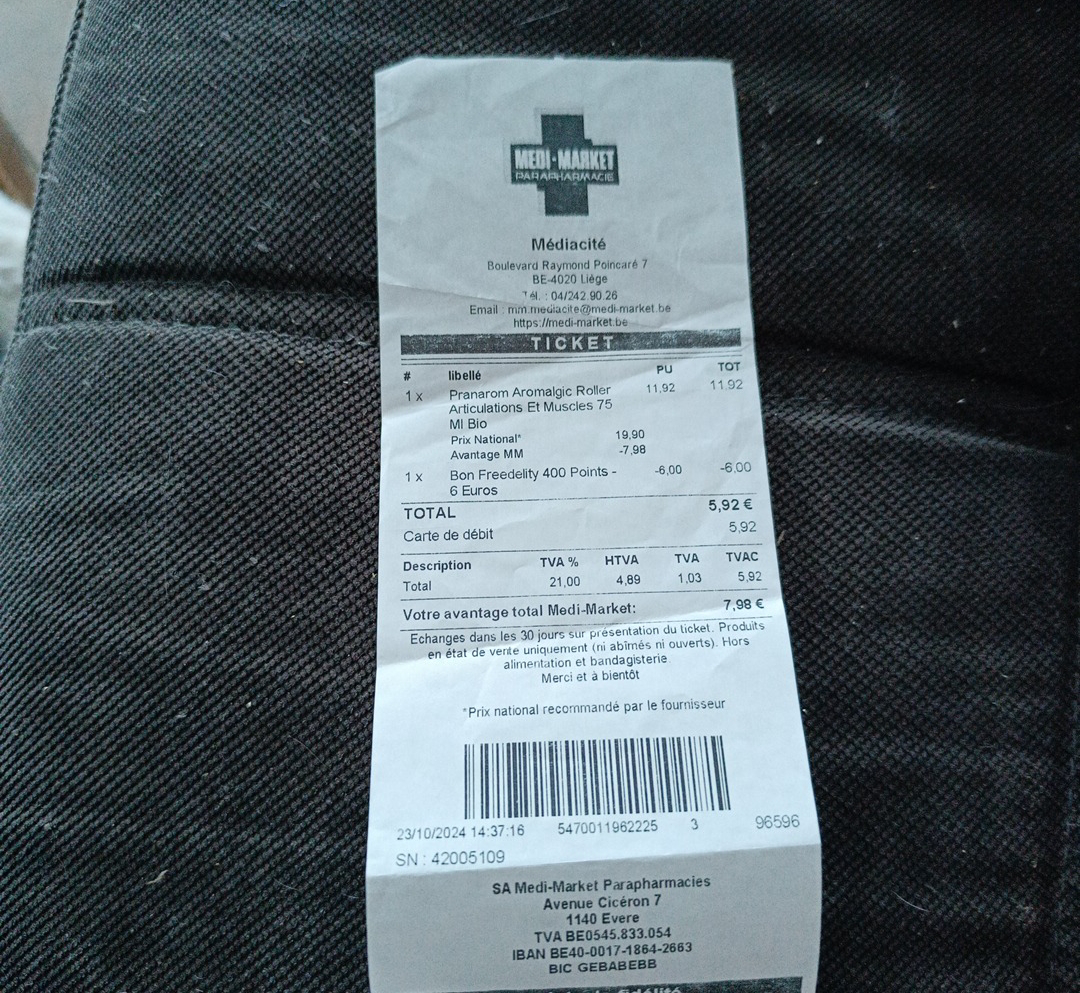 MEDI-MARKET
PARAPHARMACIE
Médiacité
Boulevard Raymond Poincaré 7
BE-4020 Liège
Tél. : 04/242.90.26
Email : mm.mediacite@medi-market.be
https://medi-market.be
TICKET
# libellé PU TOT
1 x Pranarom Aromalgic Roller 11,92 11,92
Articulations Et Muscles 75
Ml Bio
Prix National* 19,90
Avantage MM -7,98
1 x Bon Freedelity 400 Points - -6,00 -6,00
6 Euros
TOTAL 5,92 €
Carte de débit 5,92
Description TVA % HTVA TVA TVAC
Total 21,00 4,89 1,03 5,92
Votre avantage total Medi-Market: 7,98 €
Echanges dans les 30 jours sur présentation du ticket. Produits
en état de vente uniquement (ni abîmés ni ouverts). Hors
alimentation et bandagisterie
Merci et à bientôt
*Prix national recommandé par le fournisseur
23/10/2024 14:37:16 5470011962225 3 96596
SN : 42005109
SA Medi-Market Parapharmacies
Avenue Cicéron 7
1140 Evere
TVA BE0545.833.054
IBAN BE40-0017-1864-2663
BIC GEBABEBB